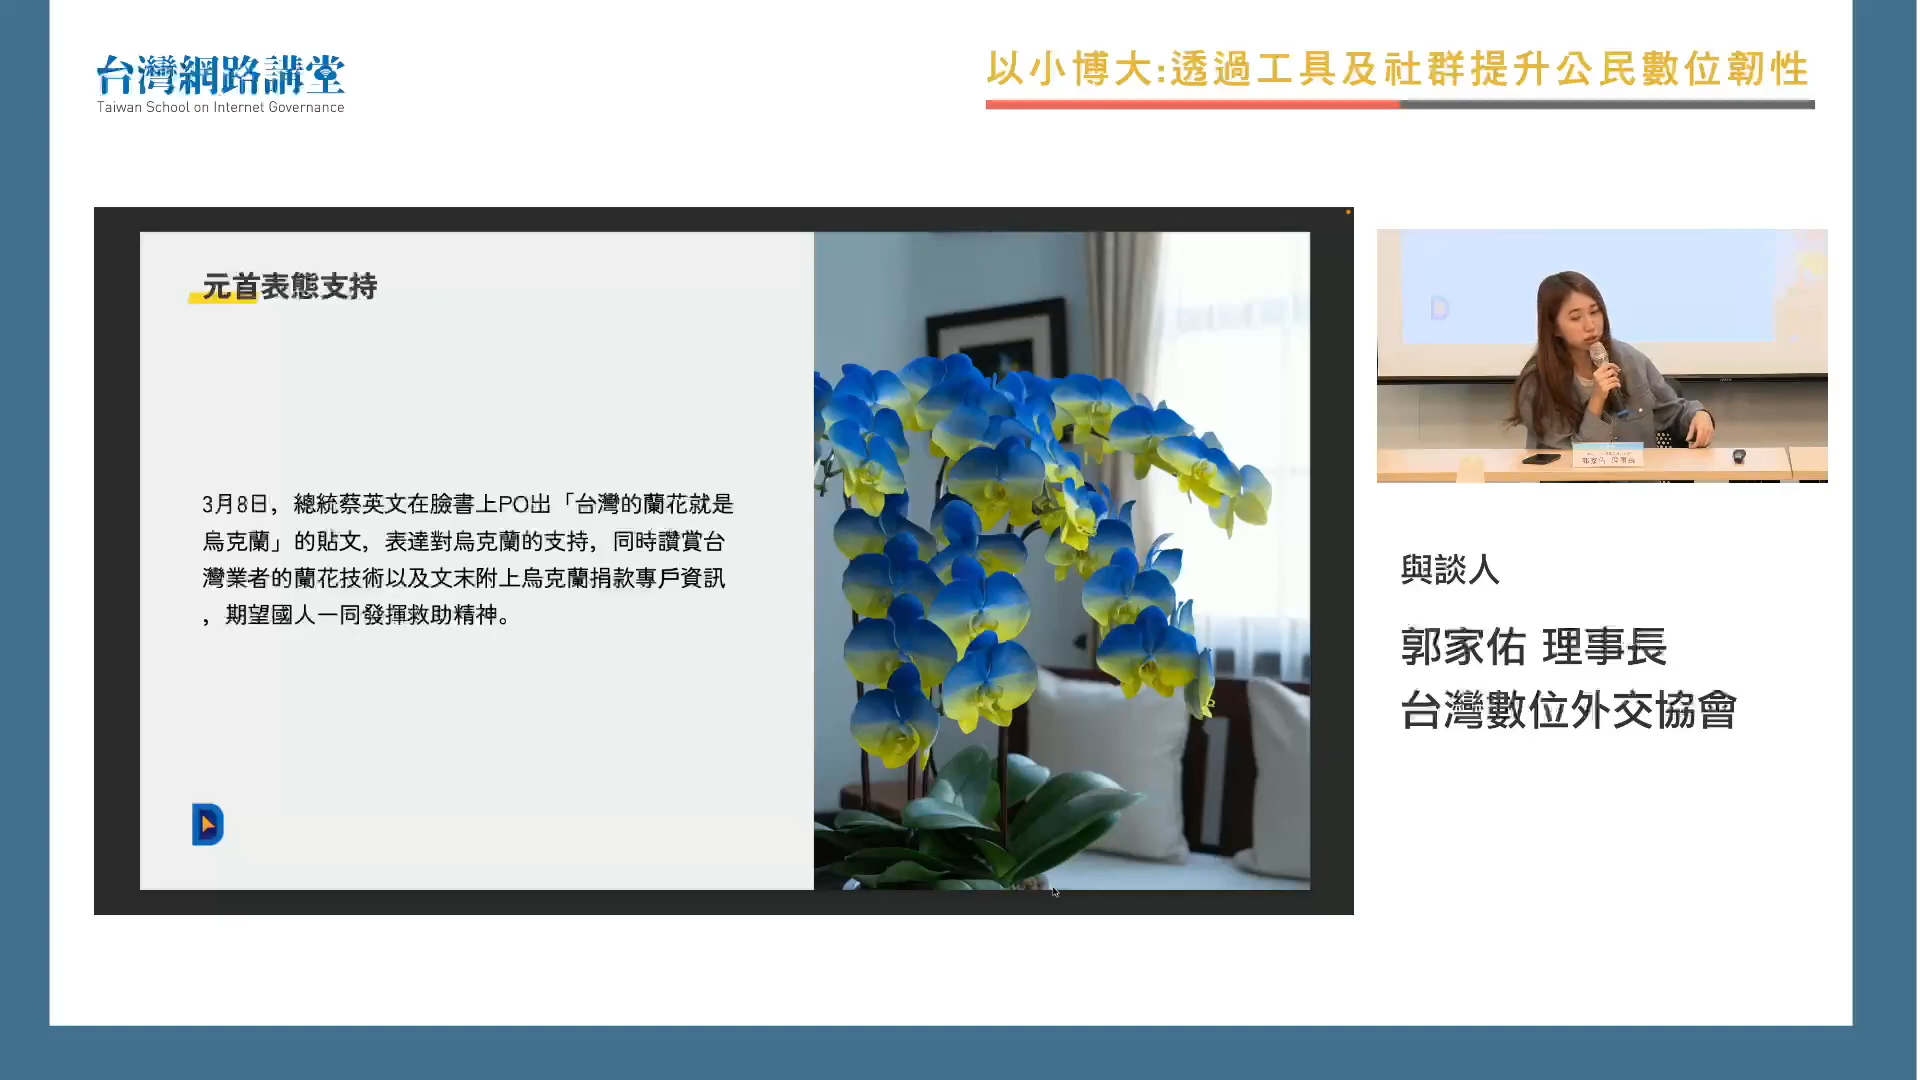 台灣網路講堂
Taiwan School on Internet Governance
以小博大:透過工具及社群提升公民數位韌性
元首表態支持
3月8日，總統蔡英文在臉書上PO出「台灣的蘭花就是
烏克蘭」的貼文，表達對烏克蘭的支持，同時讚賞台
灣業者的蘭花技術以及文末附上烏克蘭捐款專戶資訊
，期望國人一同發揮救助精神。
郭家佑 理事長
與談人
郭家佑 理事長
台灣數位外交協會